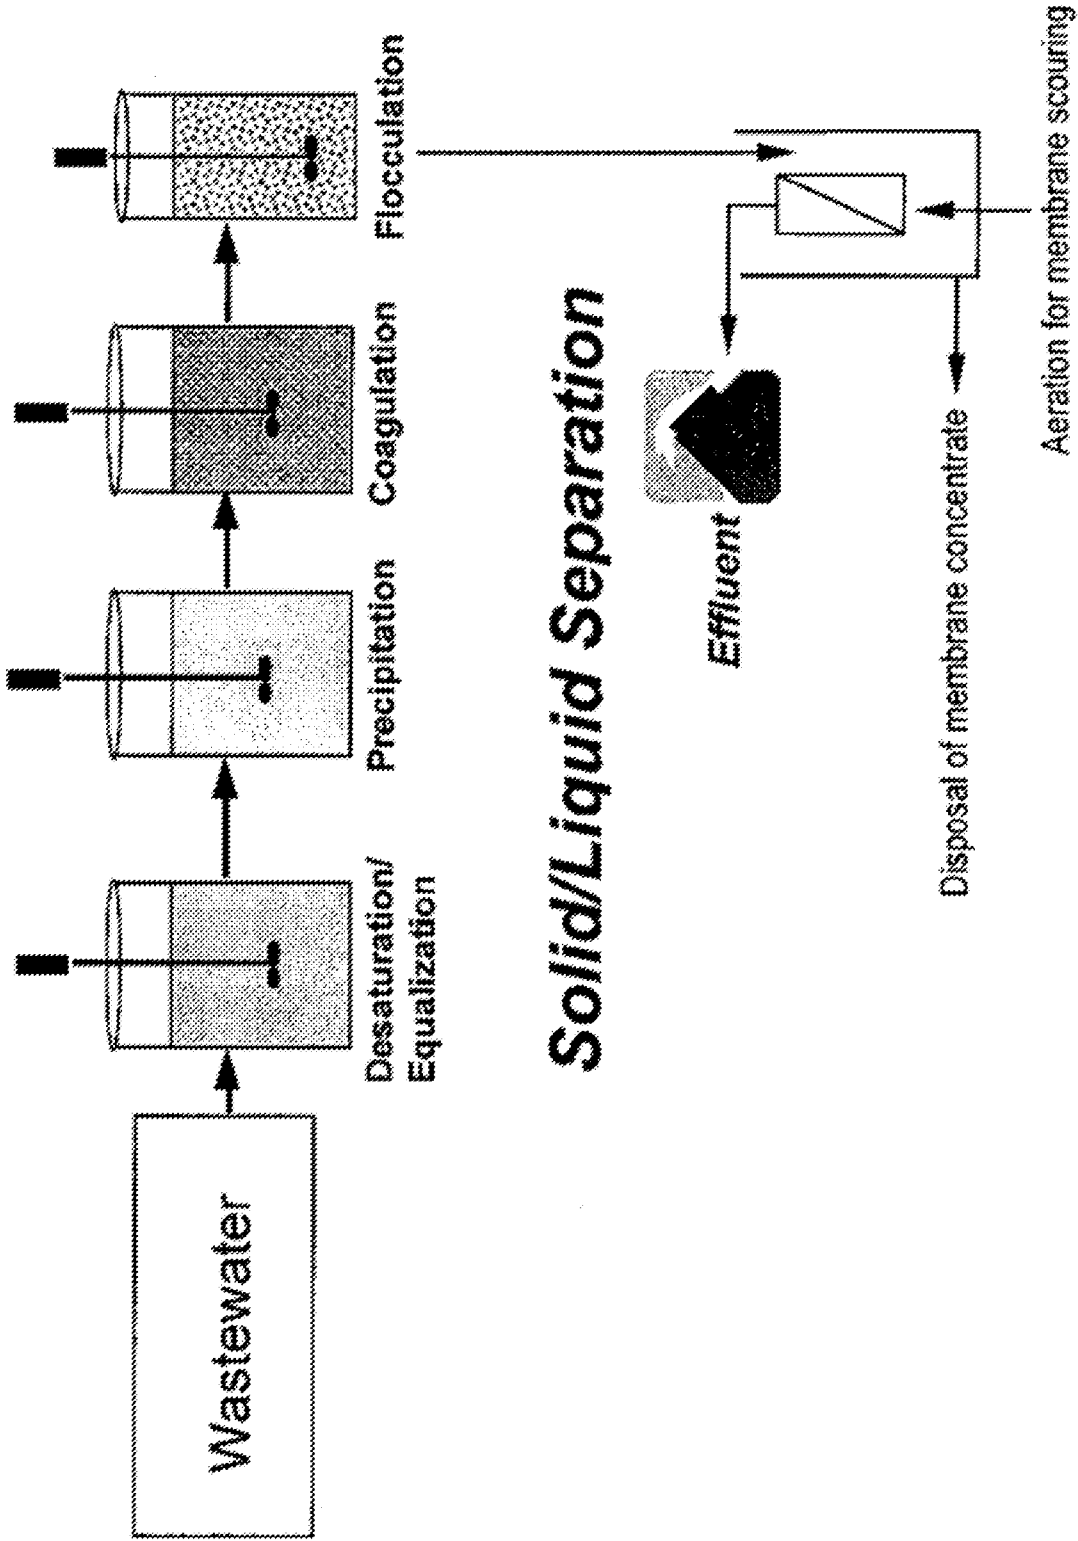 Wastewater
Desaturation/
Equalization
Precipitation
Coagulation
Flocculation
Solid/Liquid Separation
Effluent
Disposal of membrane concentrate
Aeration for membrane scouring